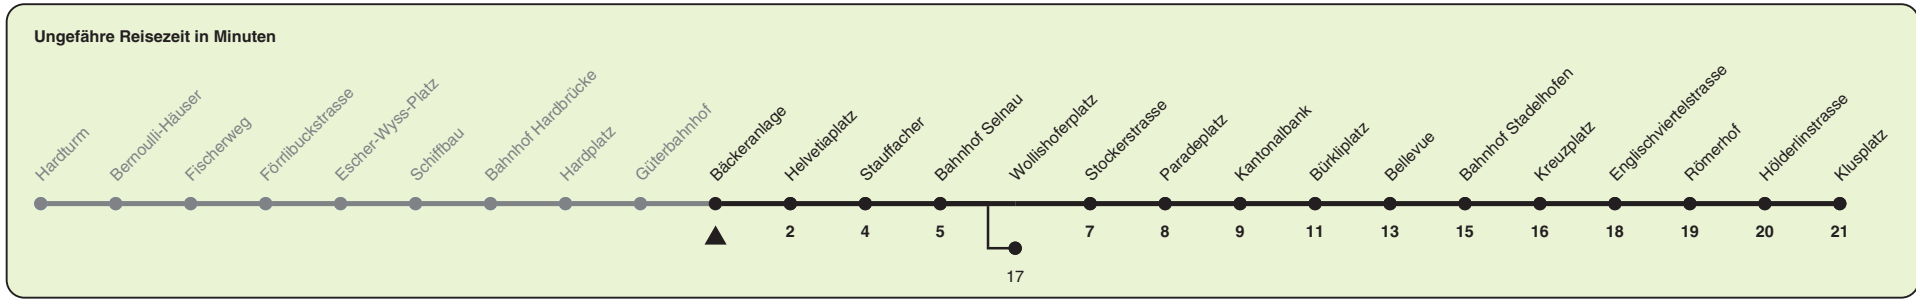 Ungefähre Reisezeit in Minuten
Hardturm
Bernoulli-Häuser
Fischerweg
Förrlibuckstrasse
Escher-Wyss-Platz
Schiffbau
Bahnhof Hardbrücke
Hardplatz
Güterbahnhof
Bäckeranlage
Helvetiaplatz
Stauffacher
Bahnhof Selnau
Wollishoferplatz
Stockerstrasse
Paradeplatz
Kantonalbank
Bürkliplatz
Bellevue
Bahnhof Stadelhofen
Kreuzplatz
Englischviertelstrasse
Römerhof
Hölderlinstrasse
Klusplatz
2 4 5 7 8 9 11 13 15 16 18 19 20 21
17